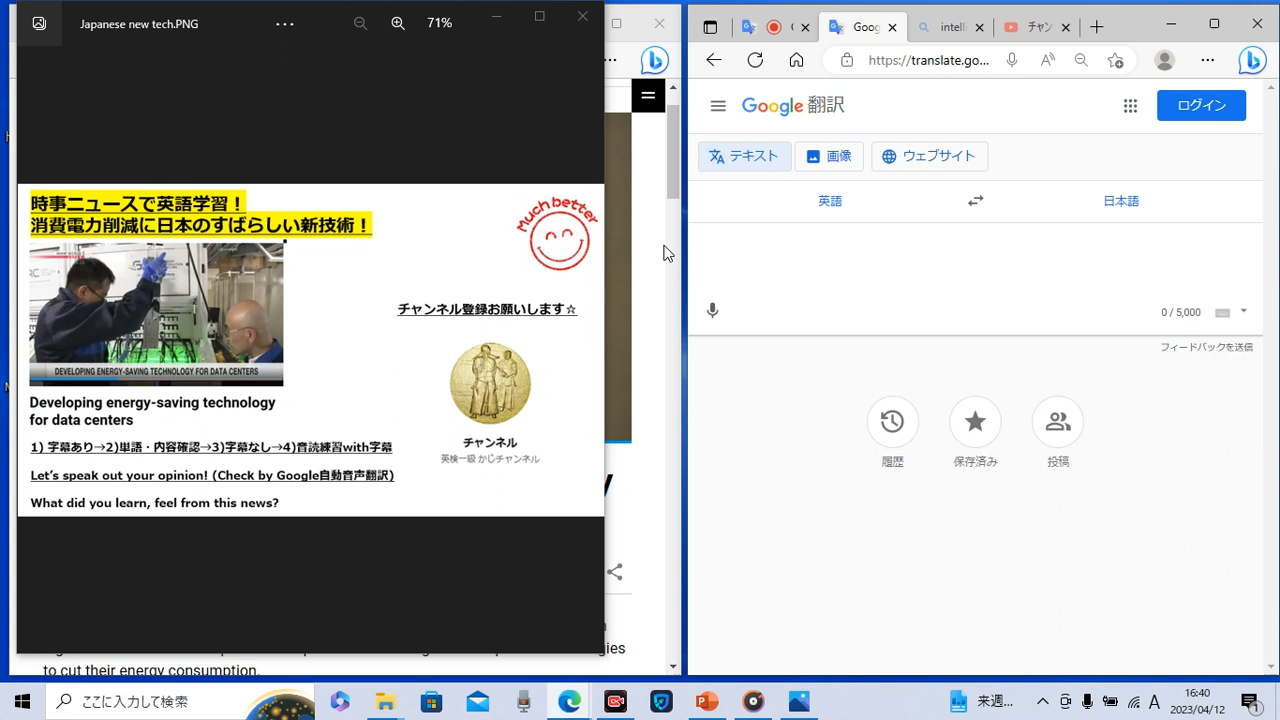 Japanese new tech.PNG
71%
時事ニュースで英語学習！
消費電力削減に日本のすばらしい新技術！
Much better
DEVELOPING ENERGY-SAVING TECHNOLOGY FOR DATA CENTERS
チャンネル登録お願いします☆
Developing energy-saving technology
for data centers
チャンネル
英検一級 かじチャンネル
1) 字幕あり→2)単語・内容確認→3)字幕なし→4)音読練習with字幕
Let's speak out your opinion! (Check by Google自動音声翻訳)
What did you learn, feel from this news?
to cut their energy consumption.
Goog
intell
チャン
https://translate.go...
Google 翻訳
ログイン
テキスト
画像
ウェブサイト
英語
日本語
0 / 5,000
フィードバックを送信
履歴
保存済み
投稿
ここに入力して検索
来週...
A
16:40
2023/04/12
1